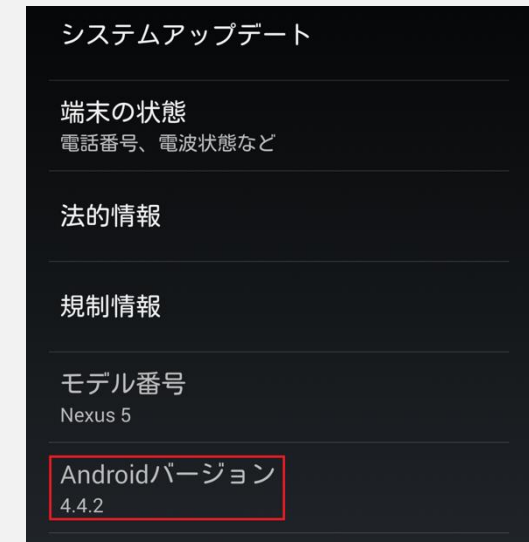 システムアップデート
端末の状態
電話番号、電波状態など
法的情報
規制情報
モデル番号
Nexus 5
Androidバージョン
4.4.2